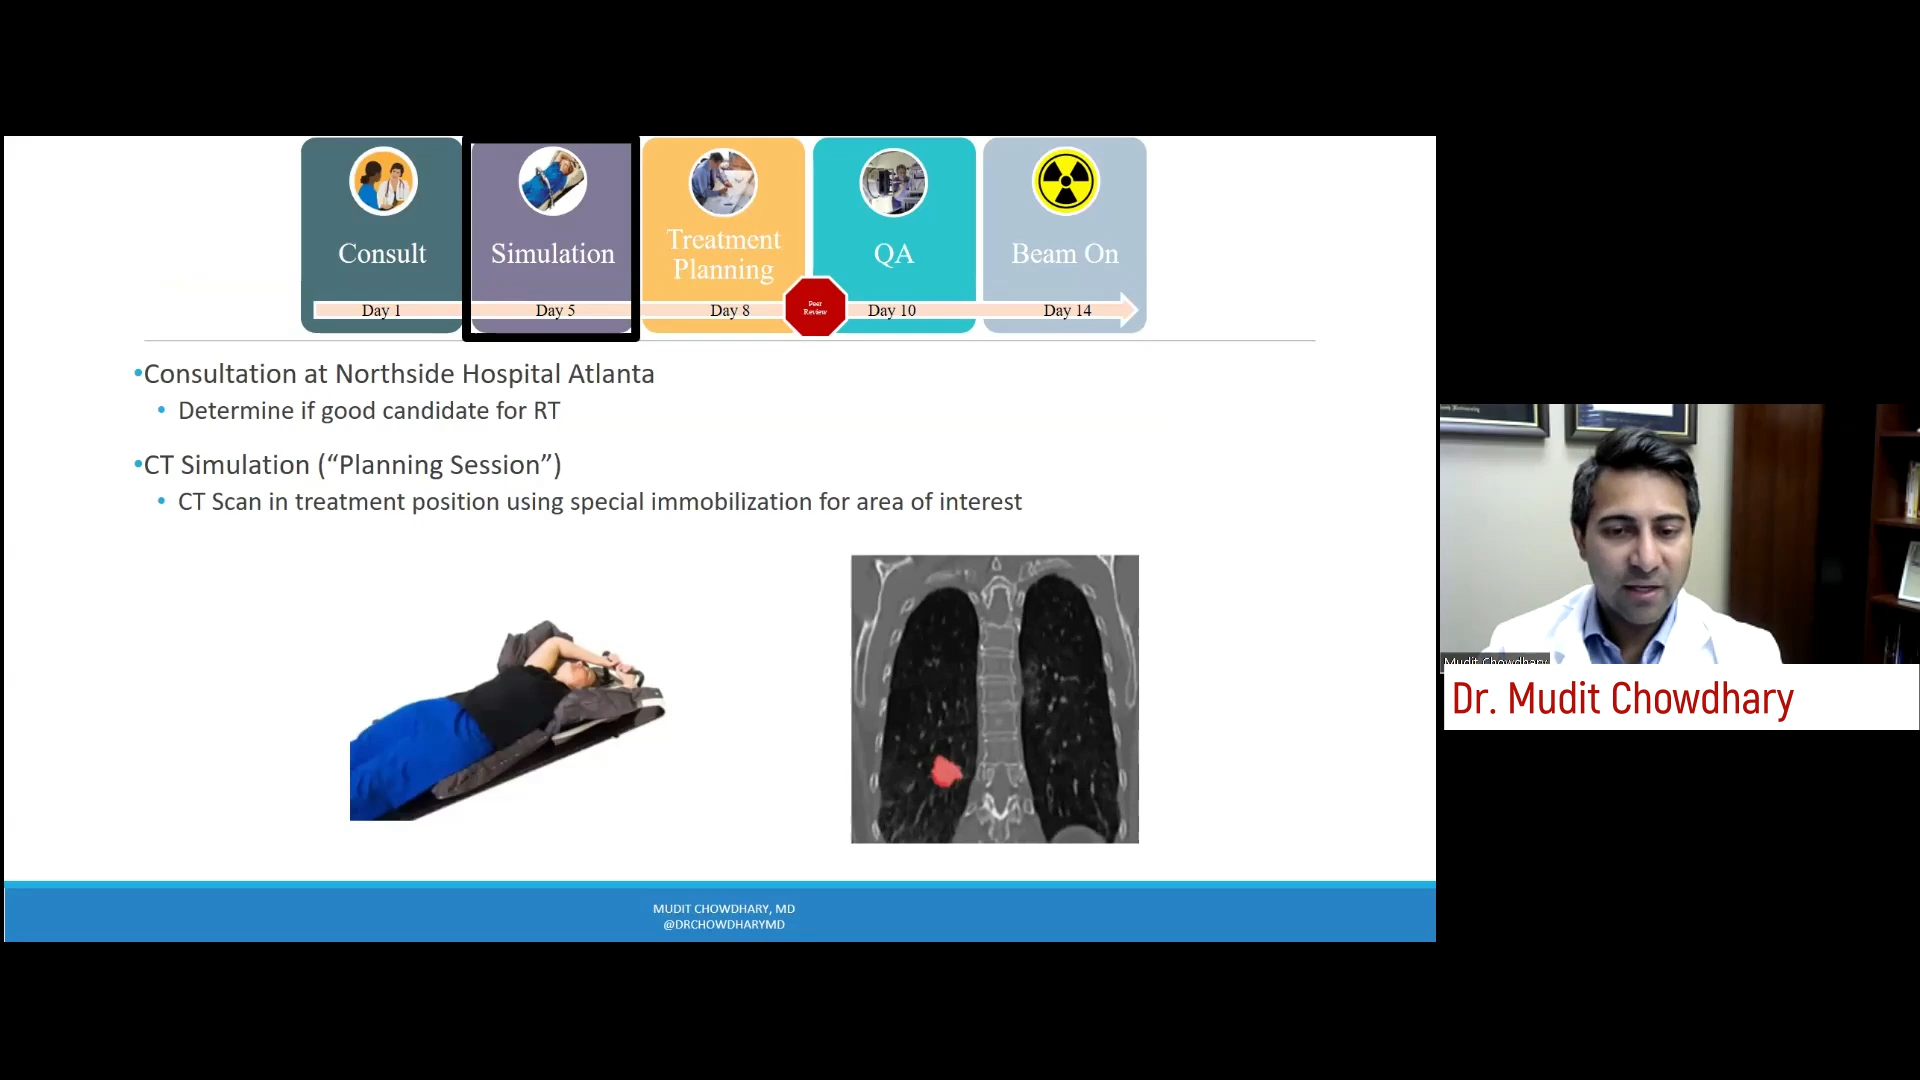 Consult
Simulation
Treatment
Planning
QA
Beam On
Day 1
Day 5
Day 8
Peer
Review
Day 10
Day 14
•Consultation at Northside Hospital Atlanta
• Determine if good candidate for RT
•CT Simulation (“Planning Session”)
• CT Scan in treatment position using special immobilization for area of interest
MUDIT CHOWDHARY, MD
@DRCHOWDHARYMD
Mudit Chowdhary
Dr. Mudit Chowdhary